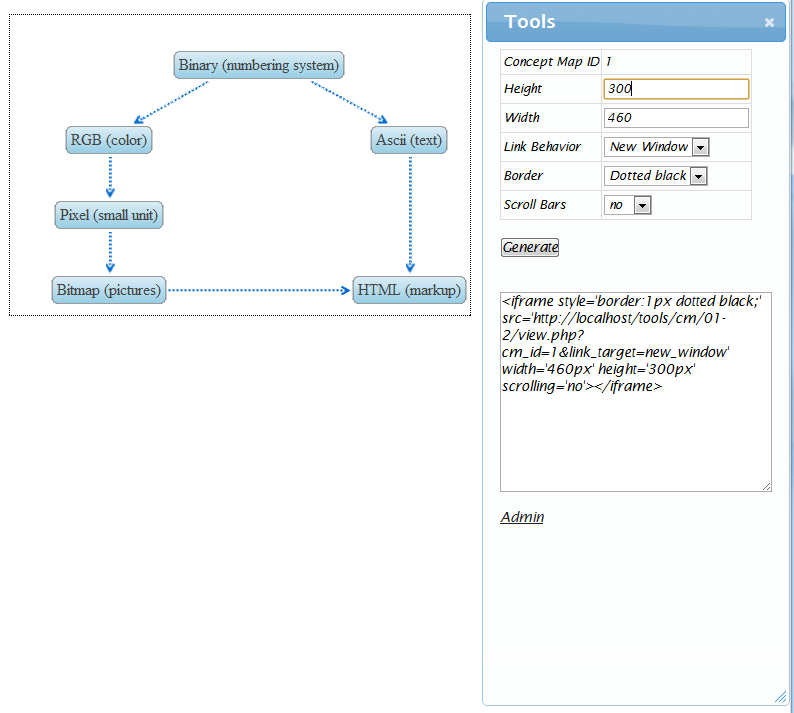 Binary (numbering system)
RGB (color)
Ascii (text)
Pixel (small unit)
Bitmap (pictures)
HTML (markup)
Tools
Concept Map ID 1
Height 300
Width 460
Link Behavior New Window
Border Dotted black
Scroll Bars no
Generate
<iframe style='border:1px dotted black;'
src='http://localhost/tools/cm/01-
2/view.php?
cm_id=1&link_target=new_window'
width='460px' height='300px'
scrolling='no'></iframe>
Admin